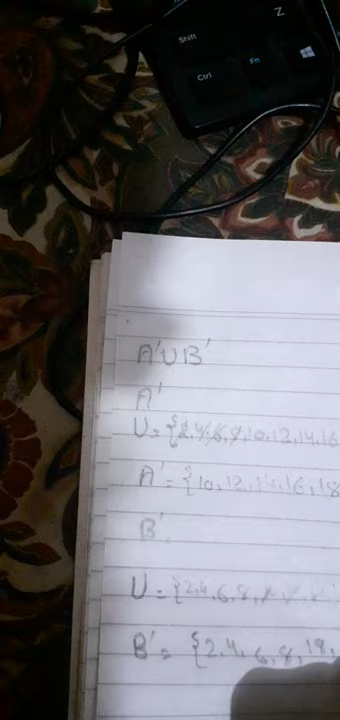 Z
Shift
Fn
Ctrl
A'∪B'
A'
U={2,4,6,8,10,12,14,16
A'={10,12,14,16,18
B'
U={2,4,6,8,
B'={2,4,6,8,18,